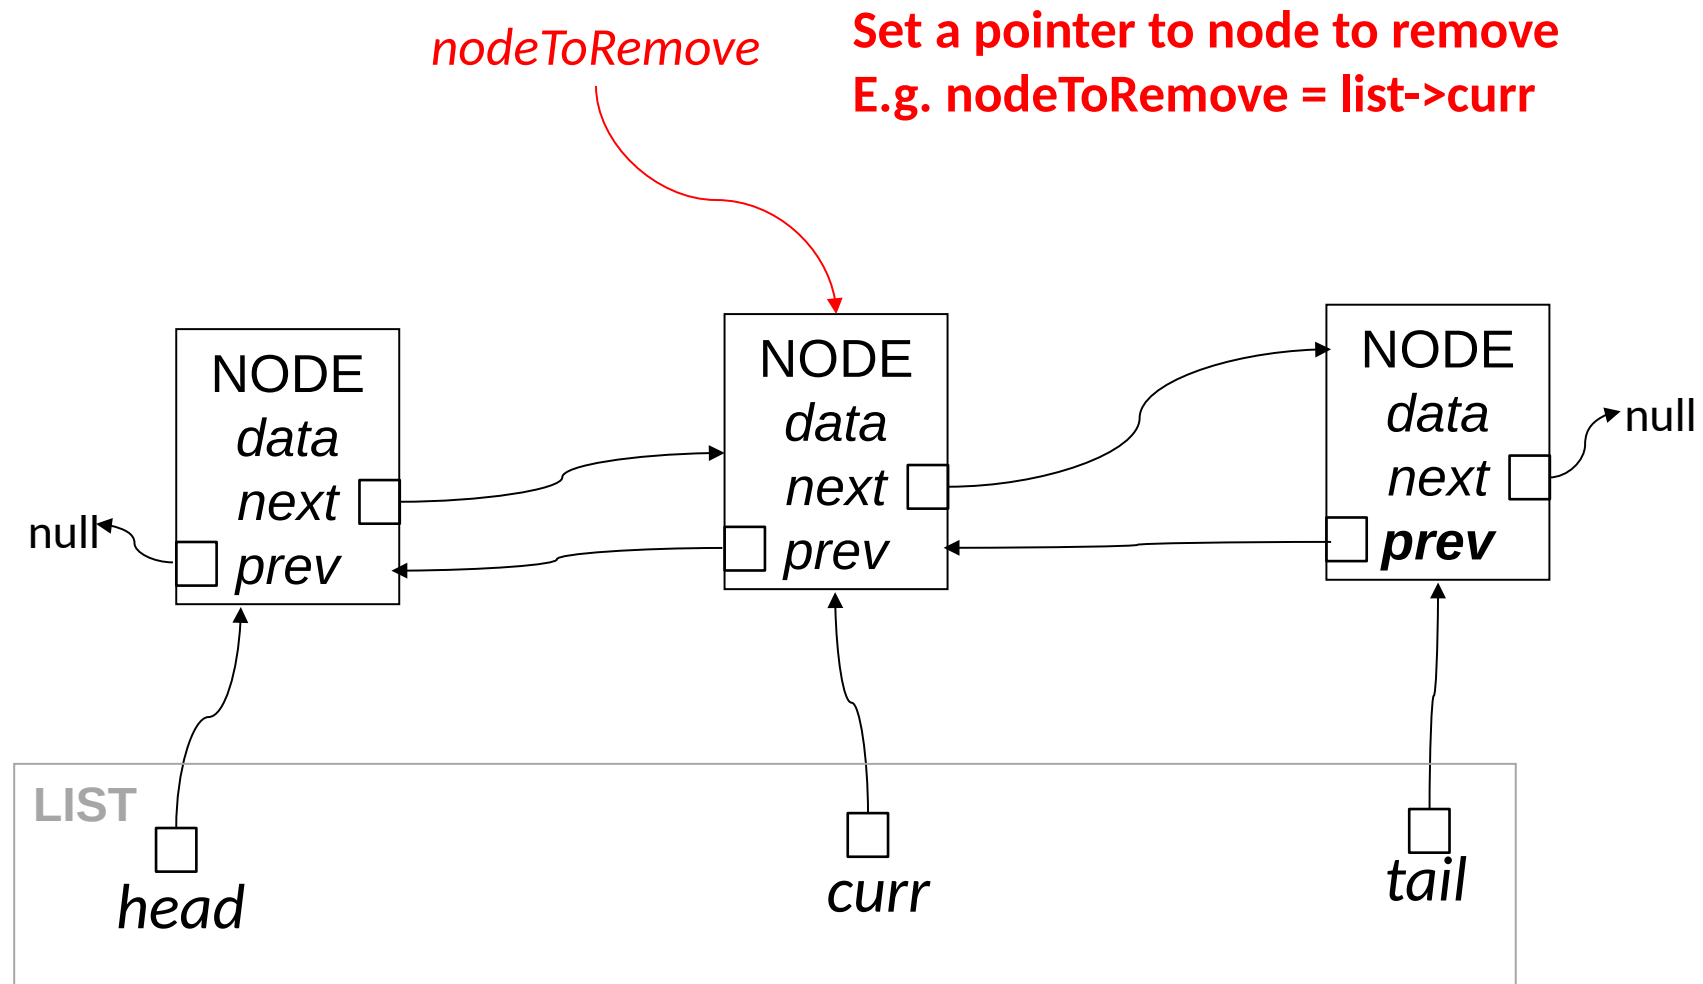 nodeToRemove
Set a pointer to node to remove
E.g. nodeToRemove = list->curr
NODE
data
next
prev
null
NODE
data
next
prev
NODE
data
next
prev
null
LIST
head
curr
tail